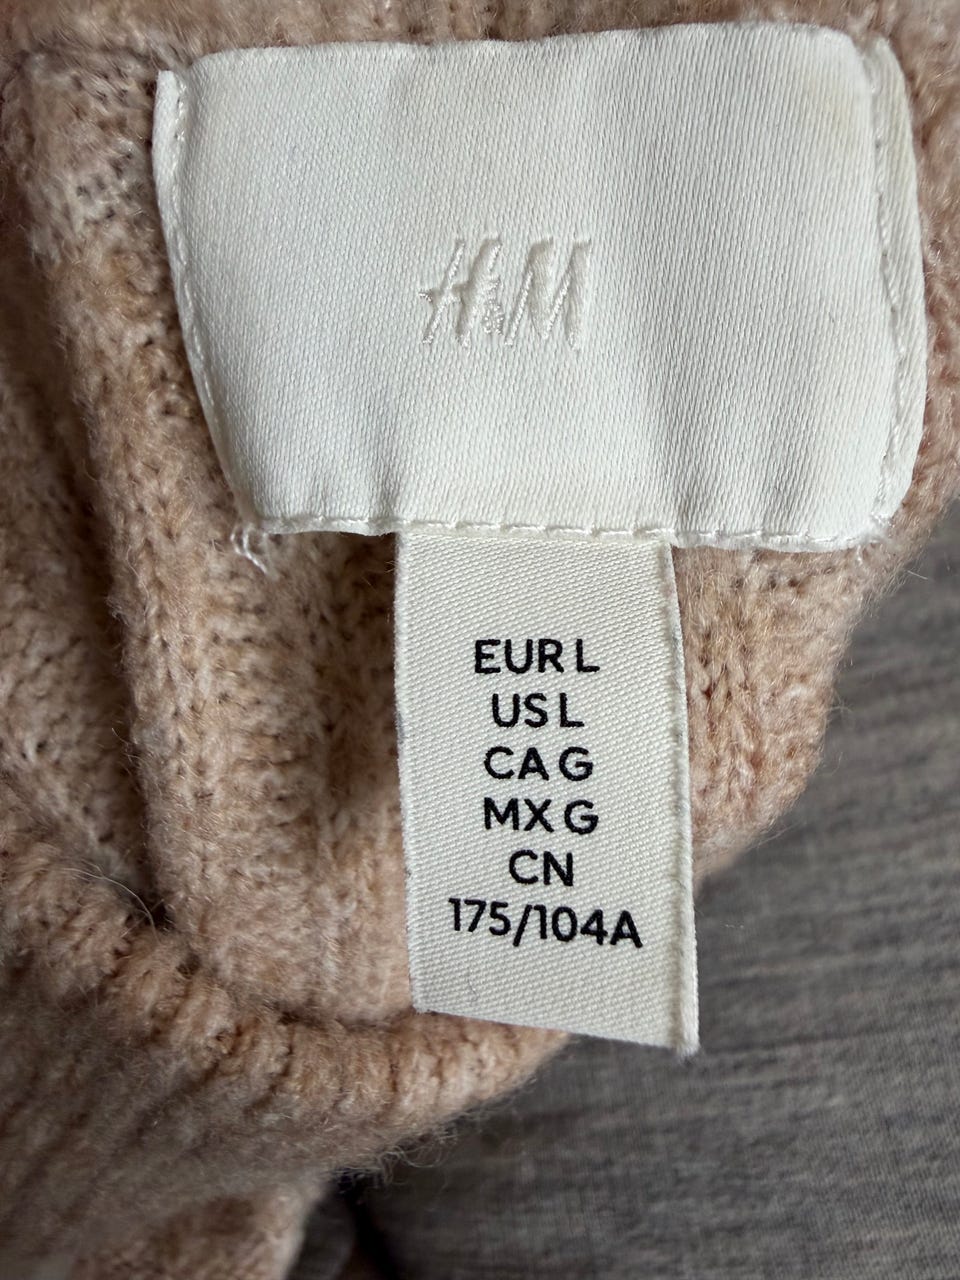 H&M
EUR L
US L
CA G
MX G
CN
175/104A